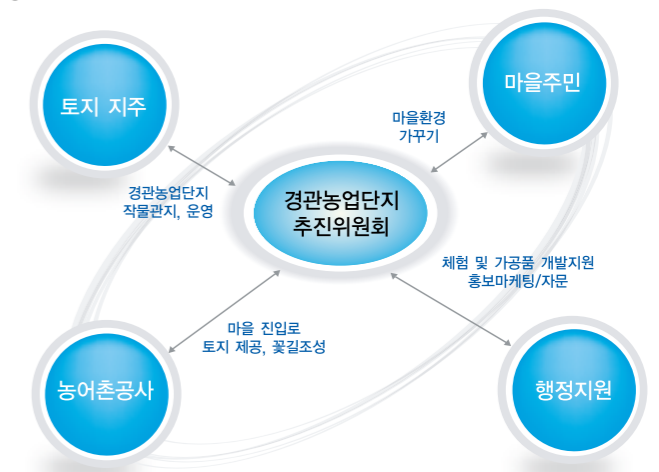 토지 지주
마을주민
마을환경
가꾸기
경관농업단지
작물관지, 운영
경관농업단지
추진위원회
체험 및 가공품 개발지원
홍보마케팅/자문
마을 진입로
토지 제공, 꽃길조성
농어촌공사
행정지원